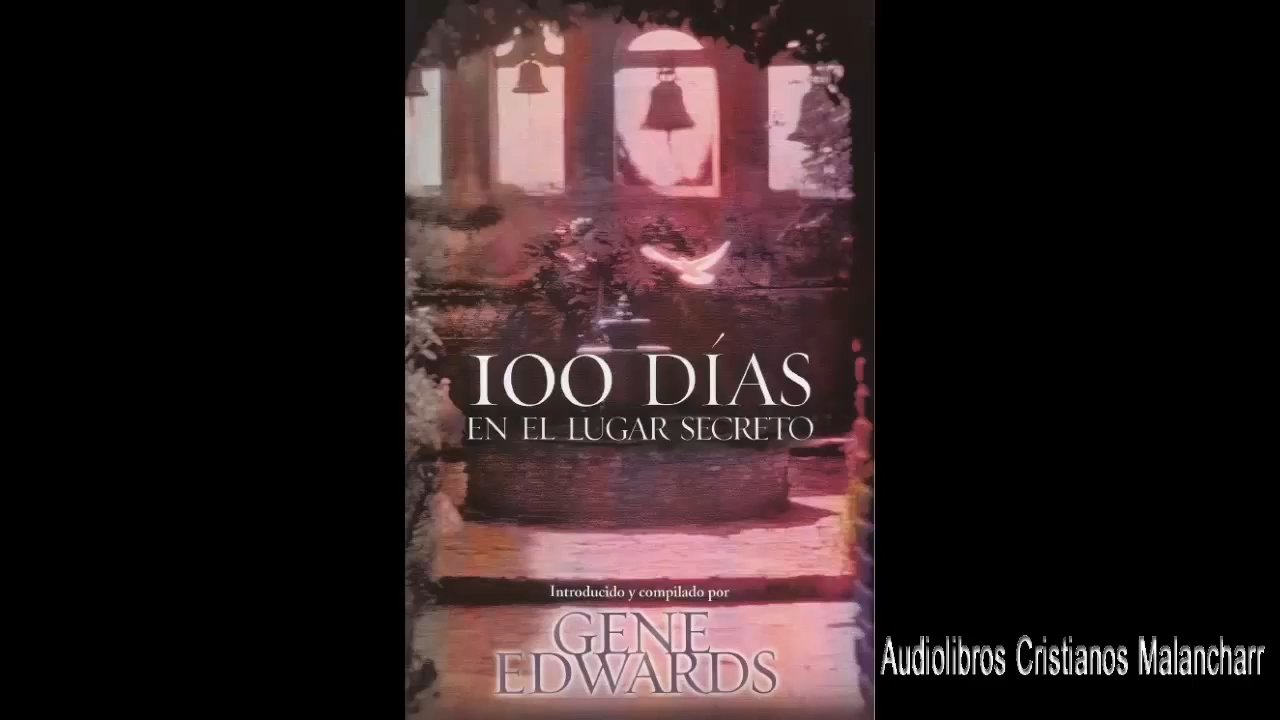 100 DÍAS
EN EL LUGAR SECRETO
Introducido y compilado por
GENE
EDWARDS
Audiolibros Cristianos Malancharr